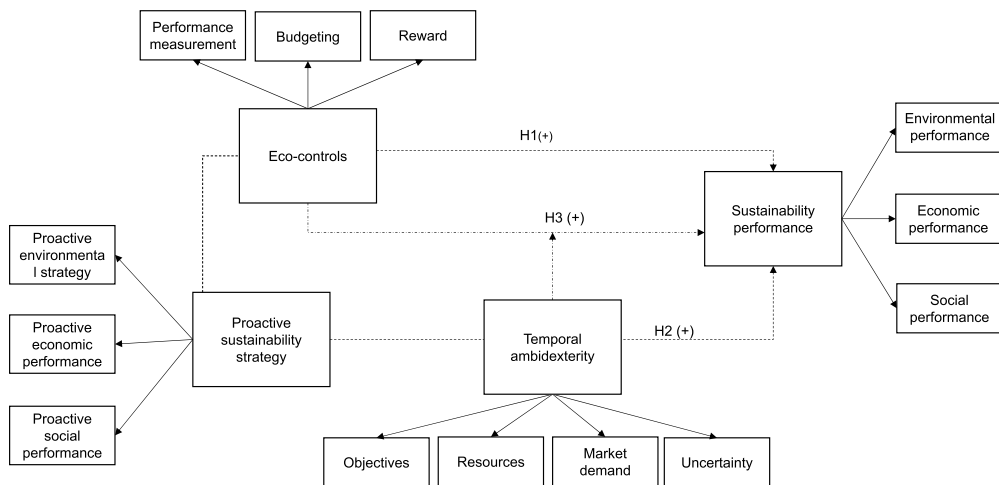 Performance
measurement
Budgeting
Reward
Eco-controls
H1(+)
Environmental
performance
Sustainability
performance
Economic
performance
H3 (+)
Proactive
environmenta
l strategy
Social
performance
Proactive
economic
performance
Proactive
sustainability
strategy
Temporal
ambidexterity
H2 (+)
Proactive
social
performance
Objectives
Resources
Market
demand
Uncertainty